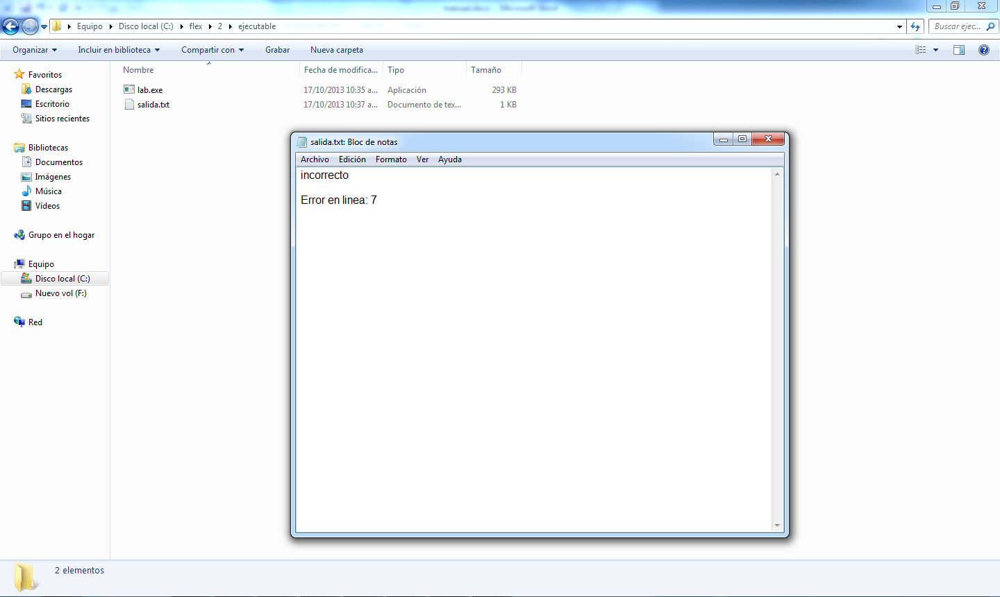 manual.docx - Microsoft Word
Equipo Disco local (C:) flex 2 ejecutable
Buscar ejec...
Organizar Incluir en biblioteca Compartir con Grabar Nueva carpeta
Nombre Fecha de modifica... Tipo Tamaño
lab.exe 17/10/2013 10:35 a... Aplicación 293 KB
salida.txt 17/10/2013 10:37 a... Documento de tex... 1 KB
Favoritos
Descargas
Escritorio
Sitios recientes
Bibliotecas
Documentos
Imágenes
Música
Vídeos
Grupo en el hogar
Equipo
Disco local (C:)
Nuevo vol (F:)
Red
salida.txt: Bloc de notas
Archivo Edición Formato Ver Ayuda
incorrecto
Error en linea: 7
2 elementos